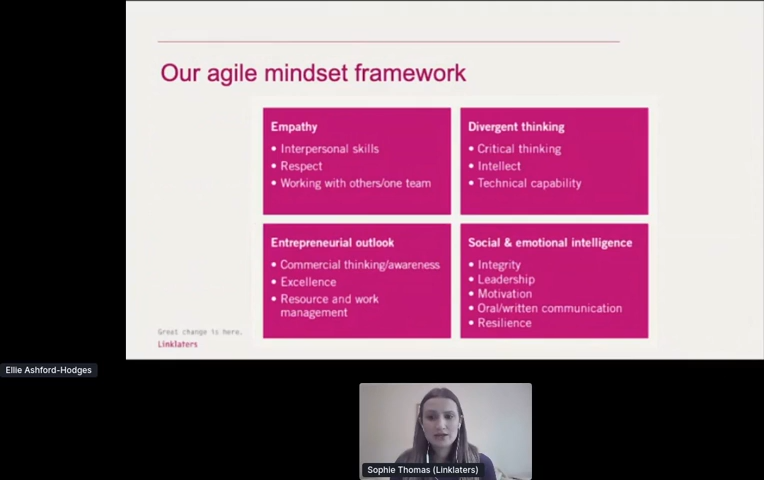 Our agile mindset framework
Empathy
• Interpersonal skills
• Respect
• Working with others/one team
Divergent thinking
• Critical thinking
• Intellect
• Technical capability
Entrepreneurial outlook
• Commercial thinking/awareness
• Excellence
• Resource and work
management
Social & emotional intelligence
• Integrity
• Leadership
• Motivation
• Oral/written communication
• Resilience
Great change is here.
Linklaters
Ellie Ashford-Hodges
Sophie Thomas (Linklaters)